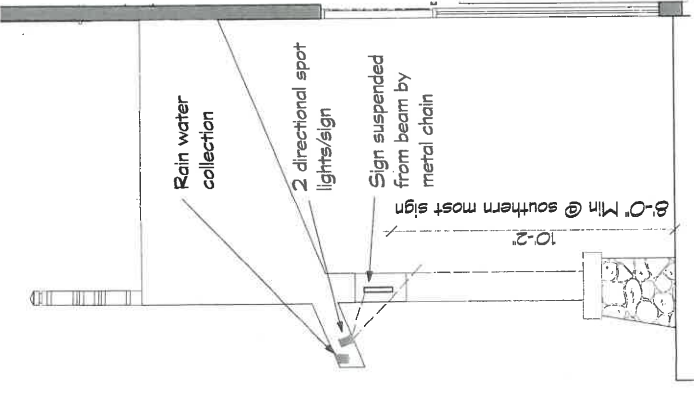 Rain water
collection
2 directional spot
lights/sign
Sign suspended
from beam by
metal chain
8'-0" Min @ southern most sign
10'-2"